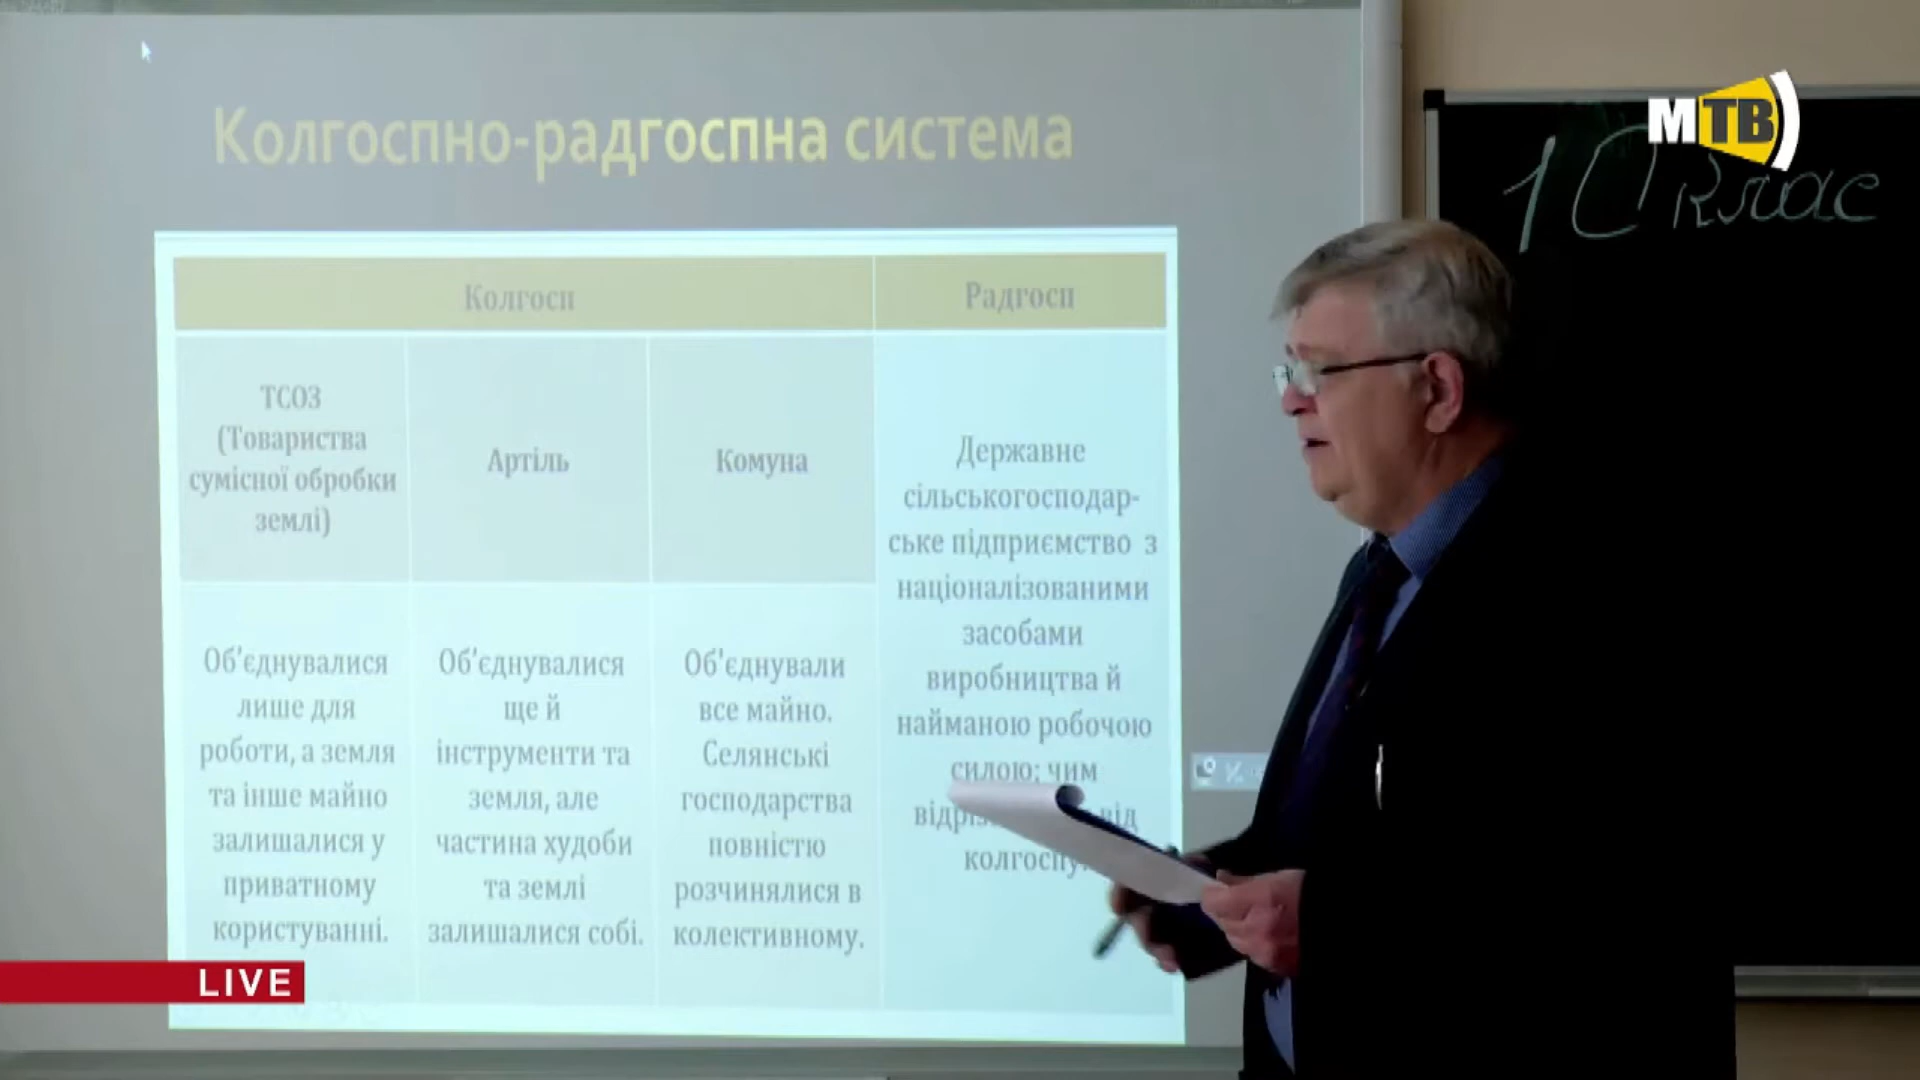 Колгоспно-радгоспна система
МТВ
10 клас
Колгосп
Радгосп
ТСОЗ
(Товариства
сумісної обробки
землі)
Артіль
Комуна
Державне
сільськогосподар-
ське підприємство з
націоналізованими
засобами
виробництва й
найманою робочою
силою; чим
від
колгоспу
Об'єднувалися
лише для
роботи, а земля
та інше майно
залишалися у
приватному
користуванні.
Об'єднувалися
ще й
інструменти та
земля, але
частина худоби
та землі
залишалися собі.
Об'єднували
все майно.
Селянські
господарства
повністю
розчинялися в
колективному.
LIVE